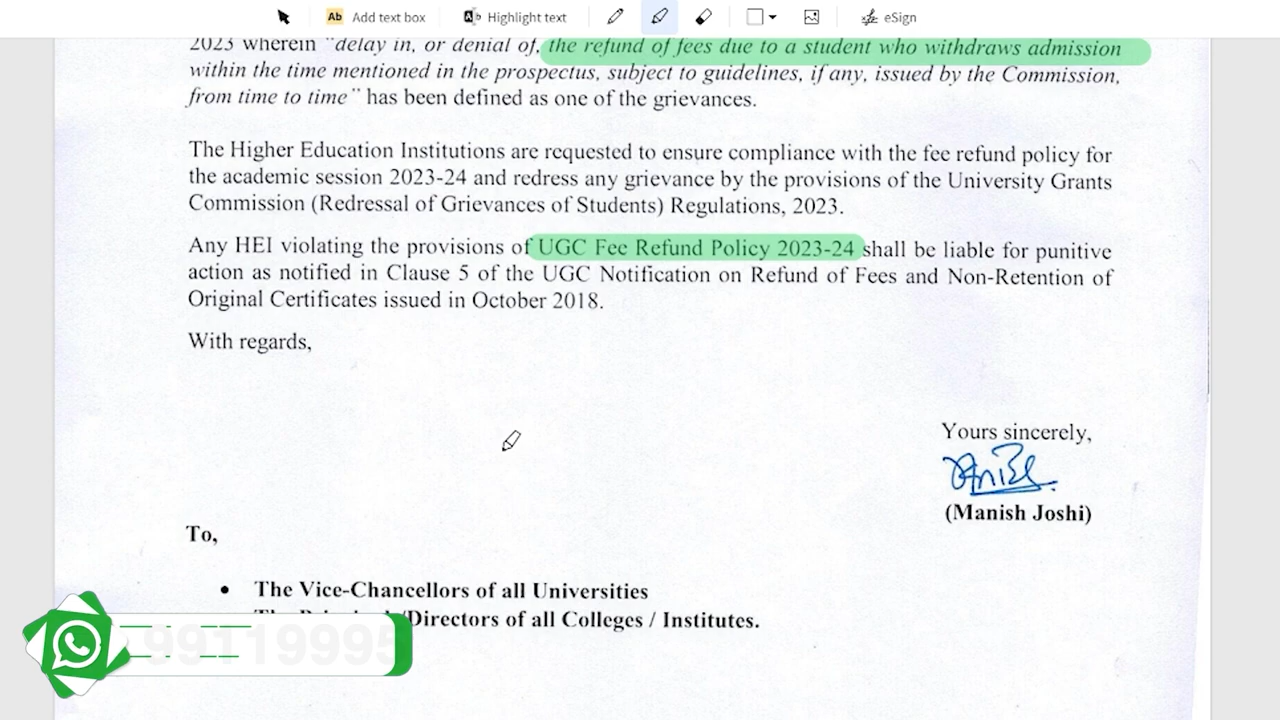 Add text box
Highlight text
eSign
2023 wherein "delay in, or denial of, the refund of fees due to a student who withdraws admission
within the time mentioned in the prospectus, subject to guidelines, if any, issued by the Commission,
from time to time" has been defined as one of the grievances.
The Higher Education Institutions are requested to ensure compliance with the fee refund policy for
the academic session 2023-24 and redress any grievance by the provisions of the University Grants
Commission (Redressal of Grievances of Students) Regulations, 2023.
Any HEI violating the provisions of UGC Fee Refund Policy 2023-24 shall be liable for punitive
action as notified in Clause 5 of the UGC Notification on Refund of Fees and Non-Retention of
Original Certificates issued in October 2018.
With regards,
Yours sincerely,
(Manish Joshi)
To,
• The Vice-Chancellors of all Universities
/Directors of all Colleges / Institutes.